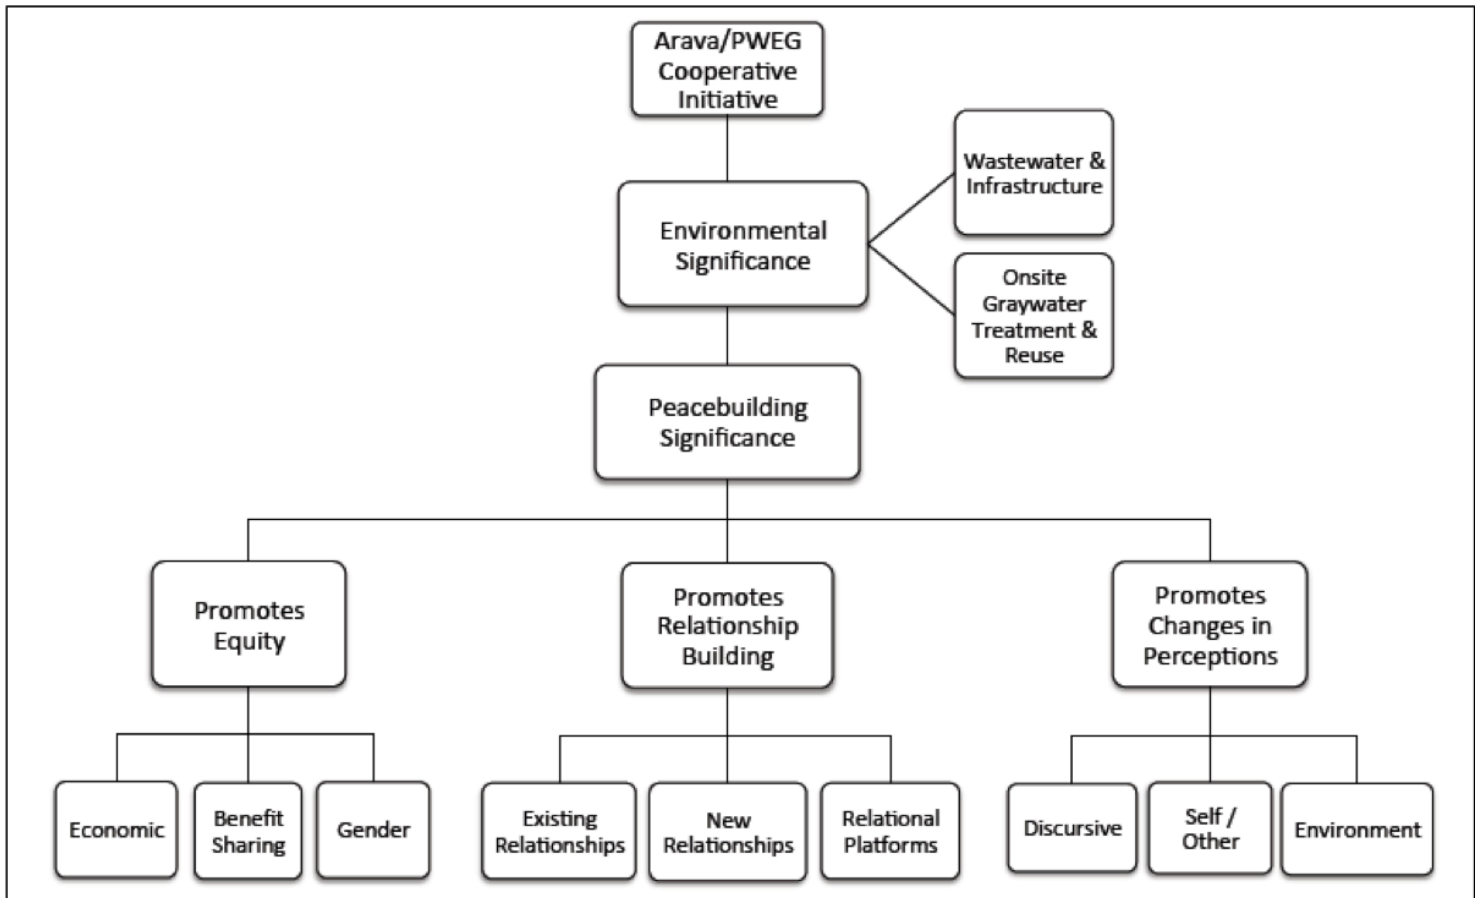 Arava/PWEG
Cooperative
Initiative
Wastewater &
Infrastructure
Environmental
Significance
Onsite
Graywater
Treatment &
Reuse
Peacebuilding
Significance
Promotes
Equity
Promotes
Relationship
Building
Promotes
Changes in
Perceptions
Economic
Benefit
Sharing
Gender
Existing
Relationships
New
Relationships
Relational
Platforms
Discursive
Self /
Other
Environment